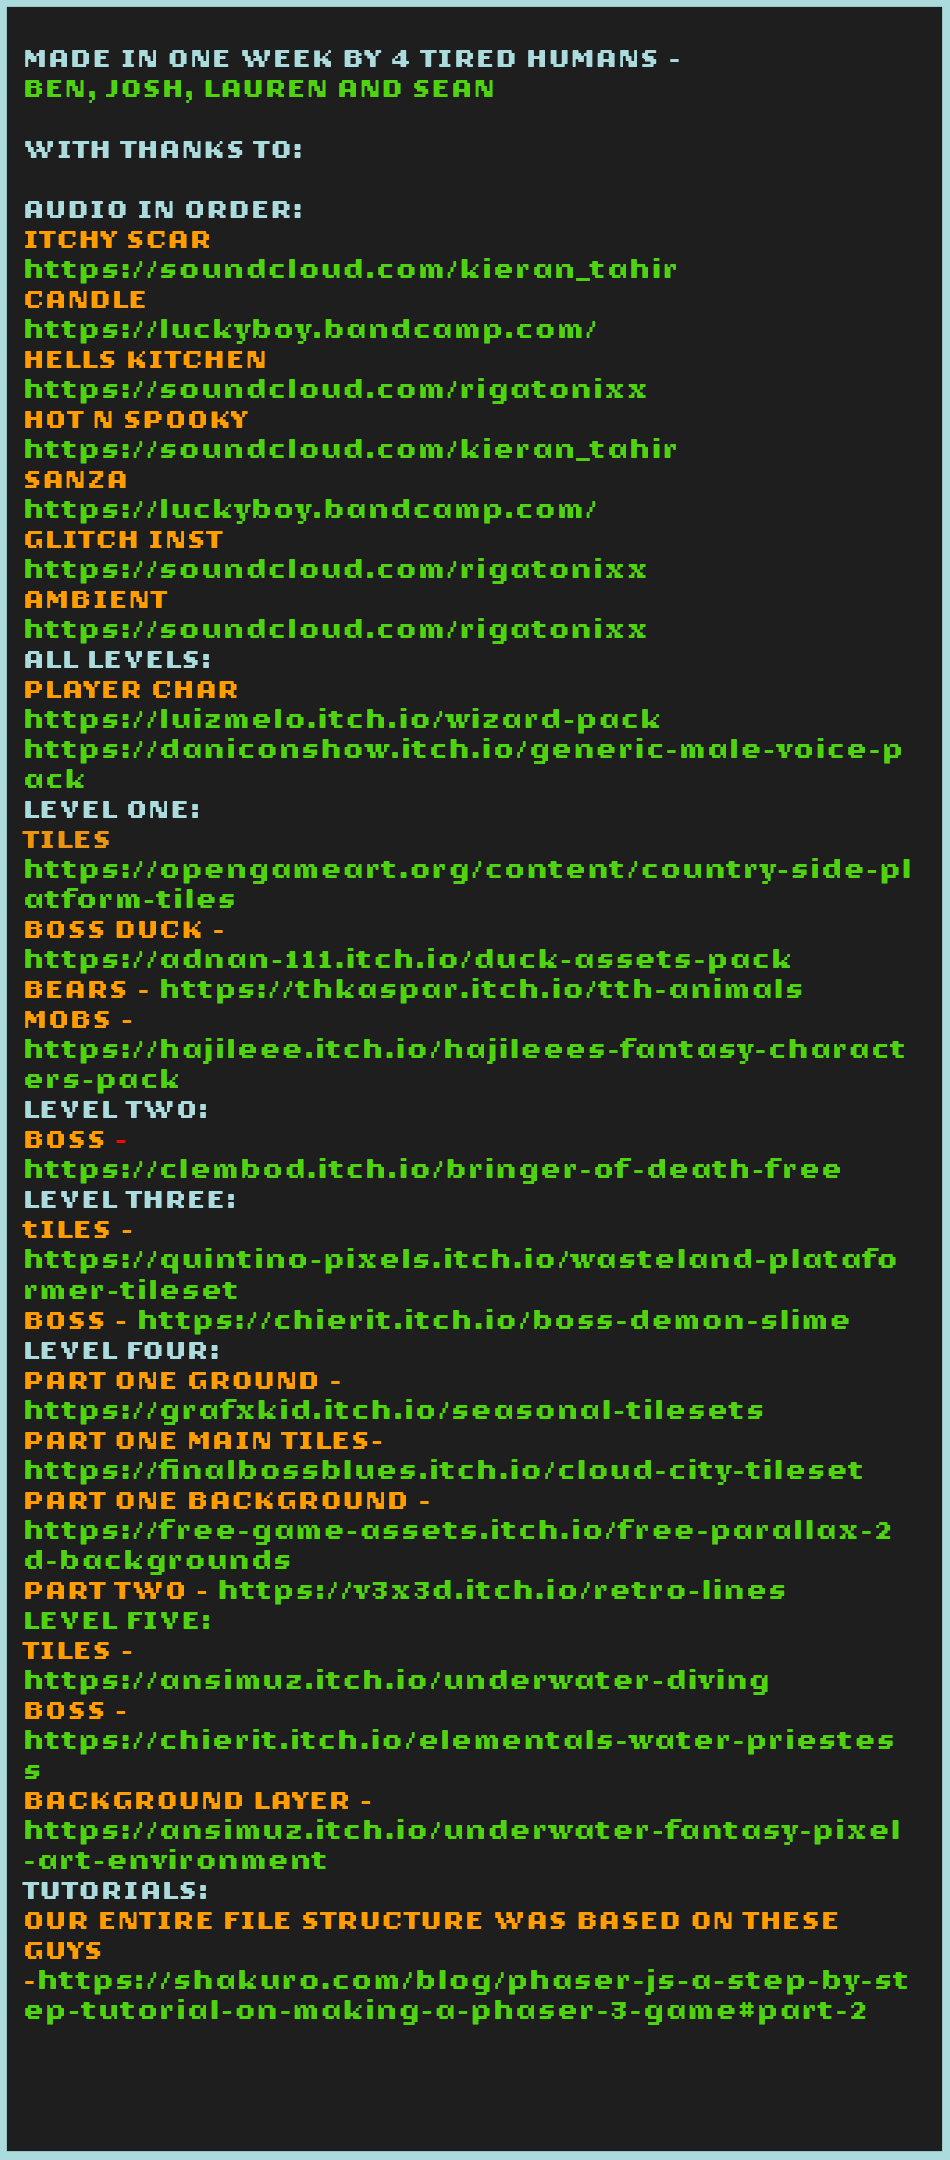 MADE IN ONE WEEK BY 4 TIRED HUMANS -
BEN, JOSH, LAUREN AND SEAN
WITH THANKS TO:
AUDIO IN ORDER:
ITCHY SCAR
https://soundcloud.com/kieran_tahir
CANDLE
https://luckyboy.bandcamp.com/
HELLS KITCHEN
https://soundcloud.com/rigatonixx
HOT N SPOOKY
https://soundcloud.com/kieran_tahir
SANZA
https://luckyboy.bandcamp.com/
GLITCH INST
https://soundcloud.com/rigatonixx
AMBIENT
https://soundcloud.com/rigatonixx
ALL LEVELS:
PLAYER CHAR
https://luizmelo.itch.io/wizard-pack
https://daniconshow.itch.io/generic-male-voice-p
ack
LEVEL ONE:
TILES
https://opengameart.org/content/country-side-pl
atform-tiles
BOSS DUCK -
https://adnan-111.itch.io/duck-assets-pack
BEARS - https://thkaspar.itch.io/tth-animals
MOBS -
https://hajileee.itch.io/hajileees-fantasy-charact
ers-pack
LEVEL TWO:
BOSS -
https://clembod.itch.io/bringer-of-death-free
LEVEL THREE:
tILES -
https://quintino-pixels.itch.io/wasteland-platafo
rmer-tileset
BOSS - https://chierit.itch.io/boss-demon-slime
LEVEL FOUR:
PART ONE GROUND -
https://grafxkid.itch.io/seasonal-tilesets
PART ONE MAIN TILES-
https://finalbossblues.itch.io/cloud-city-tileset
PART ONE BACKGROUND -
https://free-game-assets.itch.io/free-parallax-2
d-backgrounds
PART TWO - https://v3x3d.itch.io/retro-lines
LEVEL FIVE:
TILES -
https://ansimuz.itch.io/underwater-diving
BOSS -
https://chierit.itch.io/elementals-water-priestes
s
BACKGROUND LAYER -
https://ansimuz.itch.io/underwater-fantasy-pixel
-art-environment
TUTORIALS:
OUR ENTIRE FILE STRUCTURE WAS BASED ON THESE
GUYS
-https://shakuro.com/blog/phaser-js-a-step-by-st
ep-tutorial-on-making-a-phaser-3-game#part-2